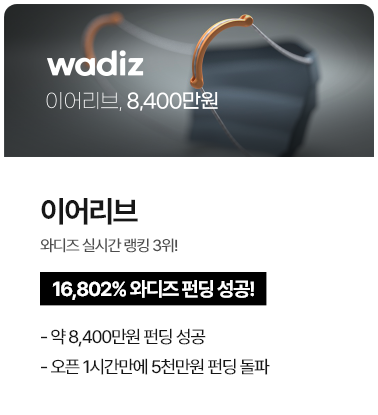 wadiz
이어리브, 8,400만원
이어리브
와디즈 실시간 랭킹 3위!
16,802% 와디즈 펀딩 성공!
- 약 8,400만원 펀딩 성공
- 오픈 1시간만에 5천만원 펀딩 돌파